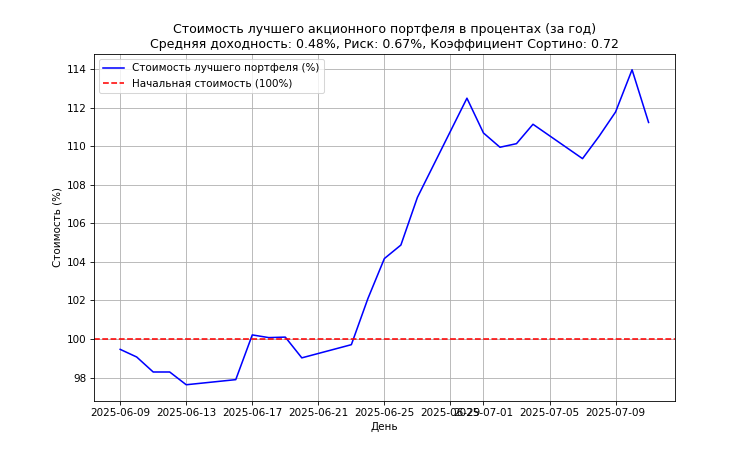 Стоимость лучшего акционного портфеля в процентах (за год)
Средняя доходность: 0.48%, Риск: 0.67%, Коэффициент Сортино: 0.72
Стоимость лучшего портфеля (%)
Начальная стоимость (100%)
Стоимость (%)
114
112
110
108
106
104
102
100
98
2025-06-09 2025-06-13 2025-06-17 2025-06-21 2025-06-25 2025-06-29 2025-07-01 2025-07-05 2025-07-09
День